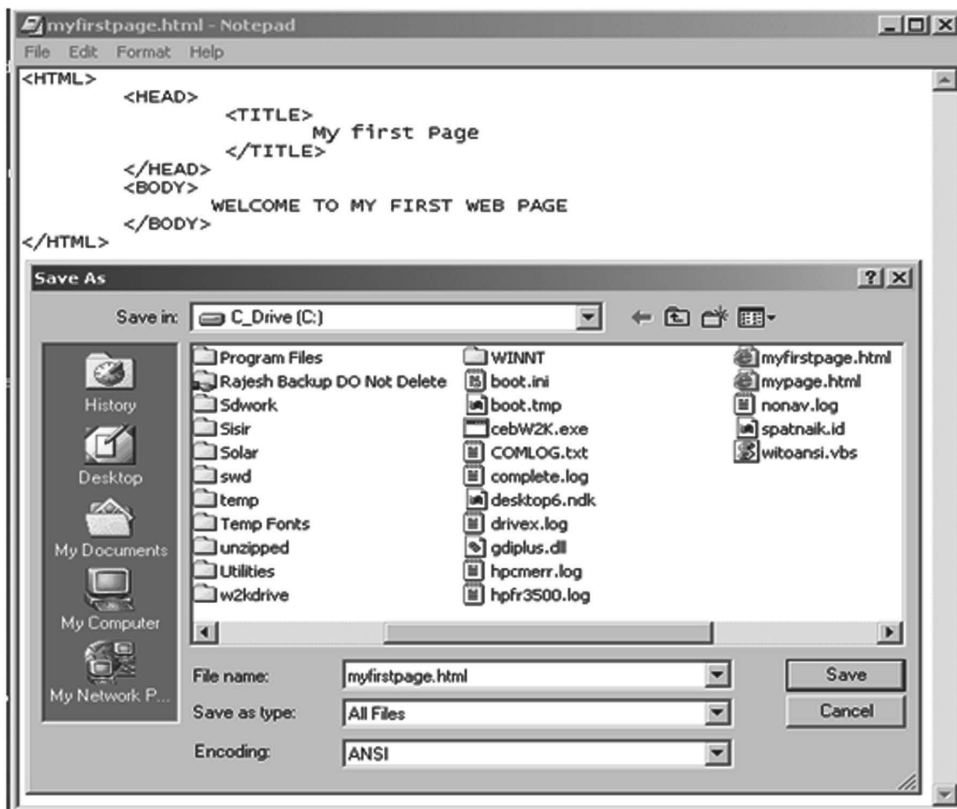 myfirstpage.html - Notepad
File Edit Format Help
<HTML>
<HEAD>
<TITLE>
My first Page
</TITLE>
</HEAD>
<BODY>
WELCOME TO MY FIRST WEB PAGE
</BODY>
</HTML>
Save As
Save in: C_Drive (C:)
History
Desktop
My Documents
My Computer
My Network P...
Program Files
Rajesh Backup DO Not Delete
Sdwork
Sisir
Solar
swd
temp
Temp Fonts
unzipped
Utilities
w2kdrive
WINNT
boot.ini
boot.tmp
cebW2K.exe
COMLOG.txt
complete.log
desktop6.ndk
drivex.log
gdiplus.dll
hpcmerr.log
hpfr3500.log
myfirstpage.html
mypage.html
nonav.log
spatnaik.id
witoansi.vbs
File name: myfirstpage.html
Save
Save as type: All Files
Cancel
Encoding: ANSI